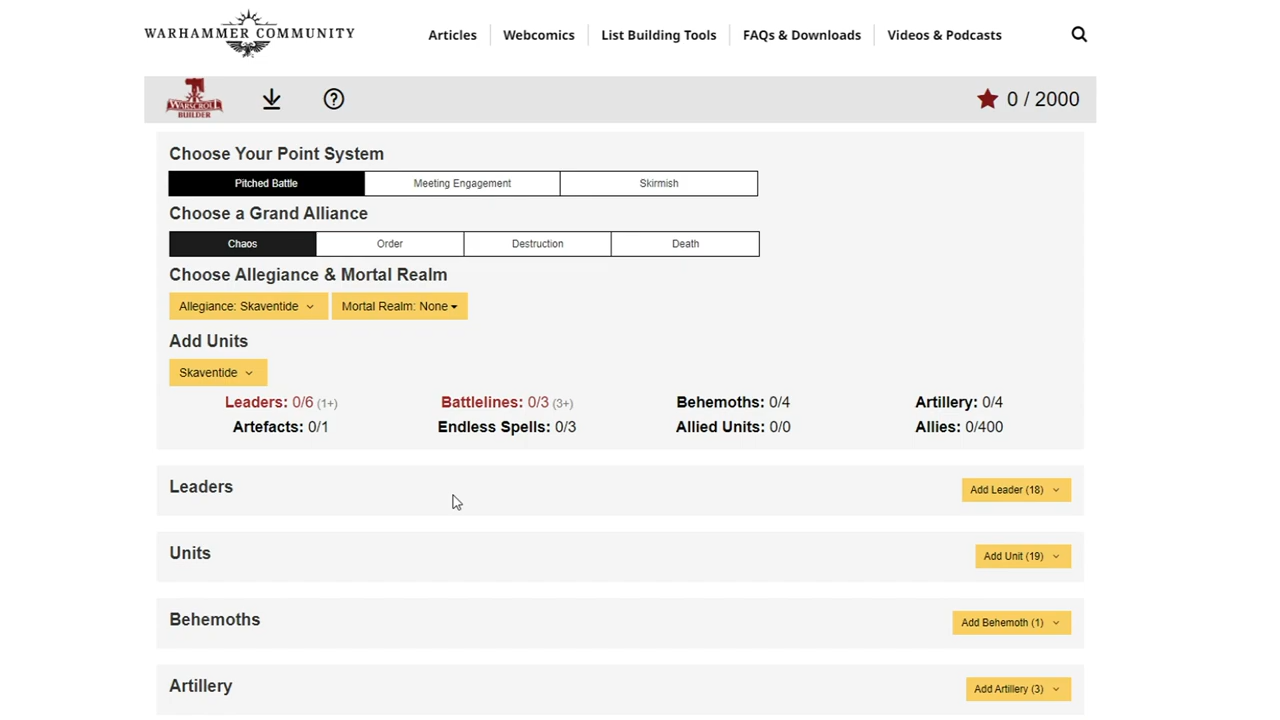 WARHAMMER COMMUNITY
Articles
Webcomics
List Building Tools
FAQs & Downloads
Videos & Podcasts
WARSCROLL
BUILDER
0 / 2000
Choose Your Point System
Pitched Battle
Meeting Engagement
Skirmish
Choose a Grand Alliance
Chaos
Order
Destruction
Death
Choose Allegiance & Mortal Realm
Allegiance: Skaventide
Mortal Realm: None
Add Units
Skaventide
Leaders: 0/6 (1+)
Battlelines: 0/3 (3+)
Behemoths: 0/4
Artillery: 0/4
Artefacts: 0/1
Endless Spells: 0/3
Allied Units: 0/0
Allies: 0/400
Leaders
Add Leader (18)
Units
Add Unit (19)
Behemoths
Add Behemoth (1)
Artillery
Add Artillery (3)